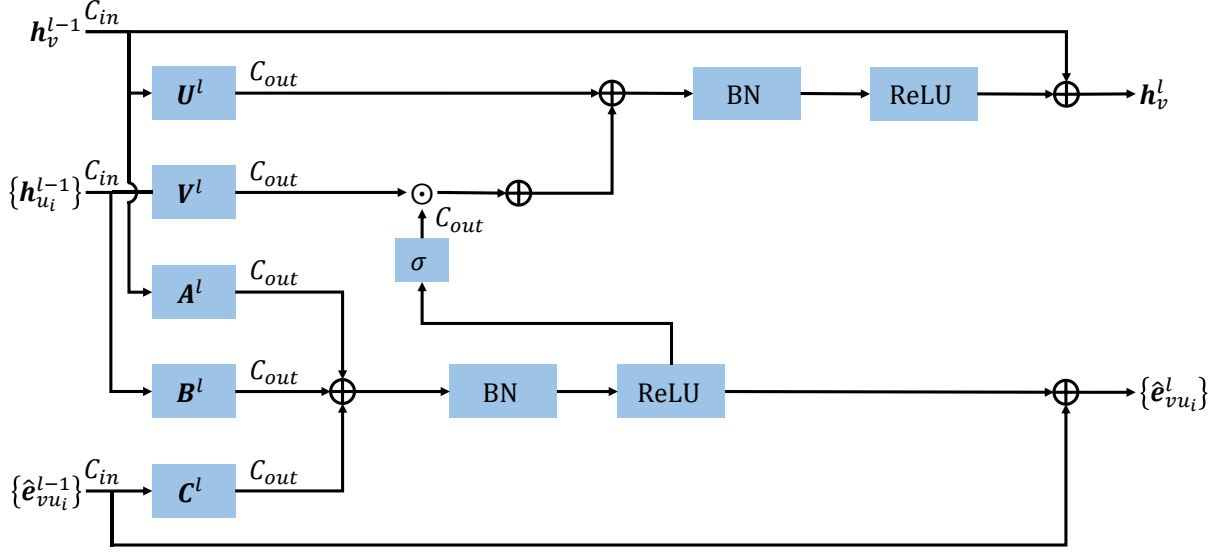 𝒉_v^{l−1} C_in
U^l C_out BN ReLU 𝒉_v^l
{𝒉_{u_i}^{l−1}} C_in V^l C_out
C_out
σ
A^l C_out
B^l C_out BN ReLU {ê_{vu_i}^l}
{ê_{vu_i}^{l−1}} C_in C^l C_out